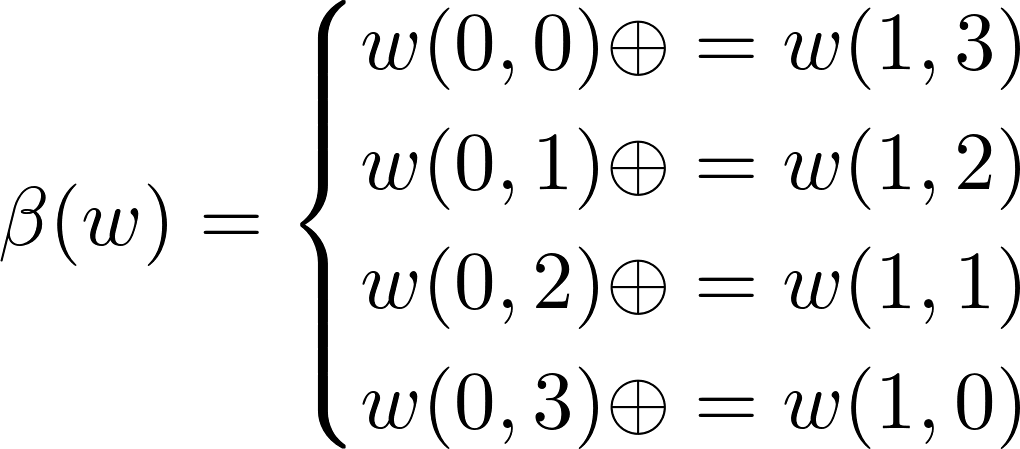 β(w) = { w(0, 0)⊕ = w(1, 3)
w(0, 1)⊕ = w(1, 2)
w(0, 2)⊕ = w(1, 1)
w(0, 3)⊕ = w(1, 0)